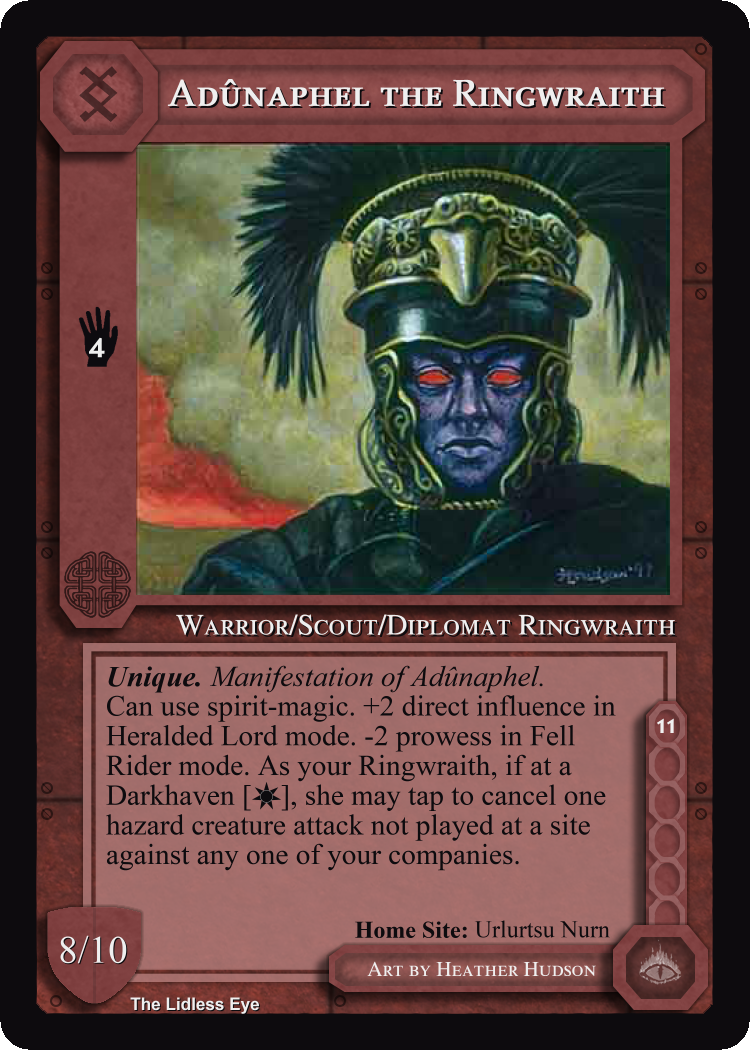 Adûnaphel the Ringwraith
4
Hudson '97
Warrior/Scout/Diplomat Ringwraith
Unique. Manifestation of Adûnaphel.
Can use spirit-magic. +2 direct influence in
Heralded Lord mode. -2 prowess in Fell
Rider mode. As your Ringwraith, if at a
Darkhaven [☀], she may tap to cancel one
hazard creature attack not played at a site
against any one of your companies.
11
Home Site: Urlurtsu Nurn
8/10
Art by Heather Hudson
The Lidless Eye